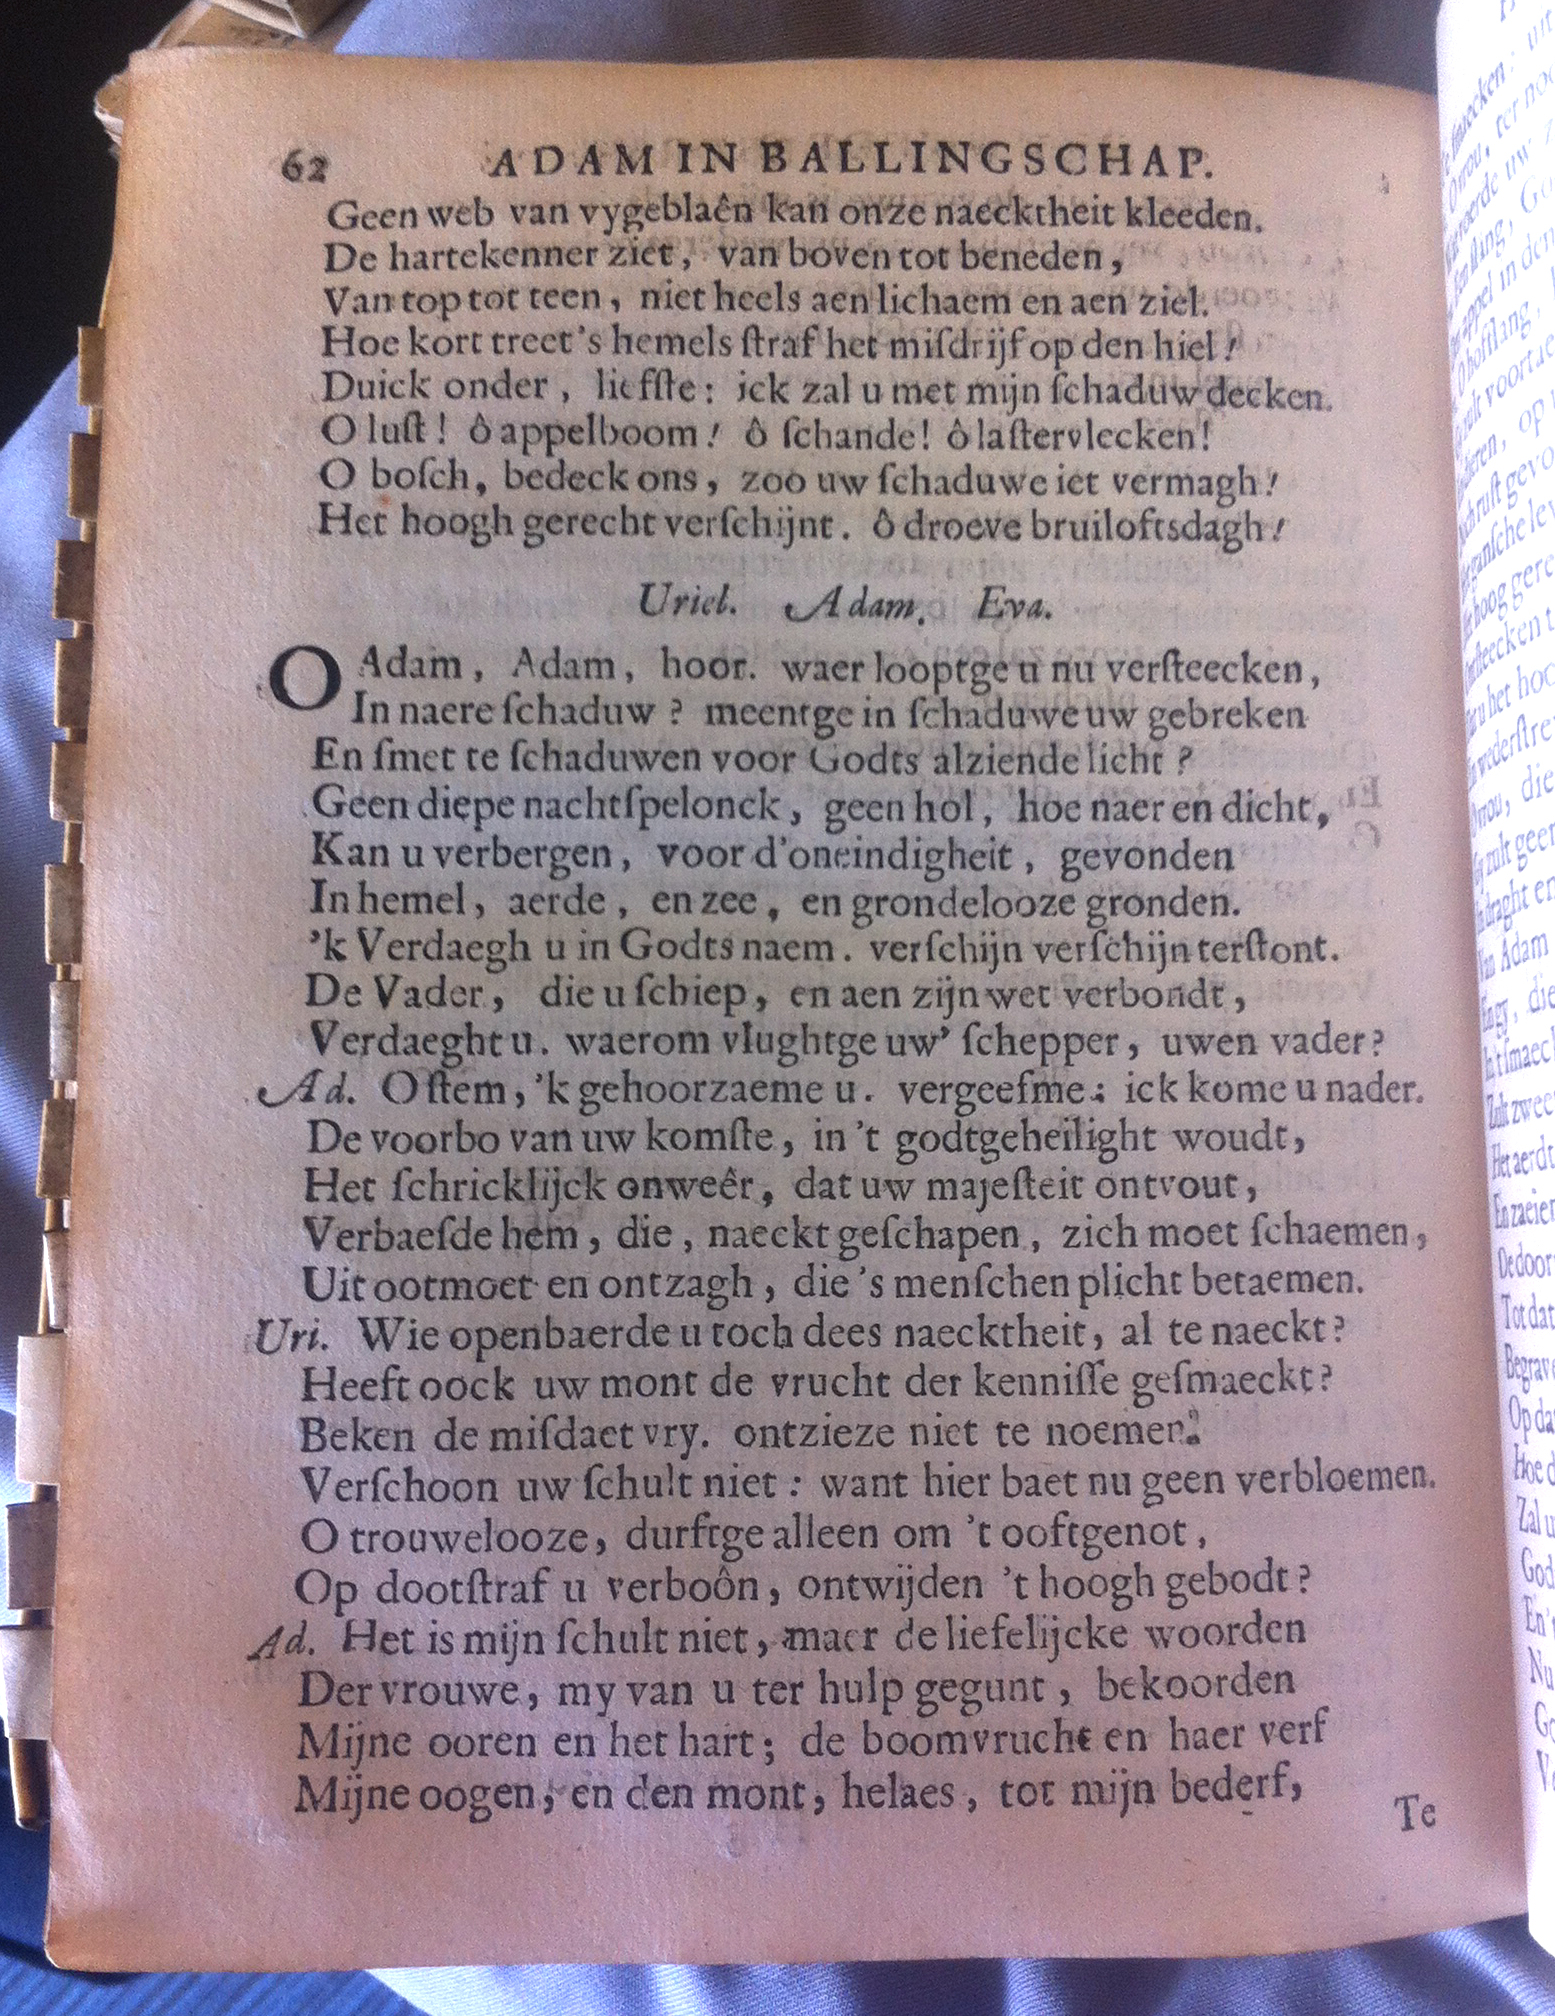 62 ADAM IN BALLINGSCHAP.
Geen web van vygeblaên kan onze naecktheit kleeden.
De hartekenner ziet, van boven tot beneden,
Van top tot teen, niet heels aen lichaem en aen ziel.
Hoe kort treet's hemels ſtraf het miſdrijf op den hiel!
Duick onder, liefſte: ick zal u met mijn ſchaduw decken.
O luſt! ô appelboom! ô ſchande! ô laſtervlecken!
O boſch, bedeck ons, zoo uw ſchaduwe iet vermagh!
Het hoogh gerecht verſchijnt. ô droeve bruiloftsdagh!
Uriel. Adam. Eva.
O Adam, Adam, hoor. waer looptge u nu verſteecken,
In naere ſchaduw? meentge in ſchaduwe uw gebreken
En ſmet te ſchaduwen voor Godts alziende licht?
Geen diepe nachtſpelonck, geen hol, hoe naer en dicht,
Kan u verbergen, voor d'oneindigheit, gevonden
In hemel, aerde, en zee, en grondelooze gronden.
'k Verdaegh u in Godts naem. verſchijn verſchijn terſtont.
De Vader, die u ſchiep, en aen zijn wet verbondt,
Verdaeght u. waerom vlughtge uw' ſchepper, uwen vader?
Ad. O ſtem, 'k gehoorzaeme u. vergeefme: ick kome u nader.
De voorbo van uw komſte, in 't godtgeheilight woudt,
Het ſchricklijck onweêr, dat uw majeſteit ontvout,
Verbaeſde hem, die, naeckt geſchapen, zich moet ſchaemen,
Uit ootmoet en ontzagh, die 's menſchen plicht betaemen.
Uri. Wie openbaerde u toch dees naecktheit, al te naeckt?
Heeft oock uw mont de vrucht der kenniſſe geſmaeckt?
Beken de miſdaet vry. ontzieze niet te noemen.
Verſchoon uw ſchult niet: want hier baet nu geen verbloemen.
O trouwelooze, durftge alleen om 't ooftgenot,
Op dootſtraf u verboôn, ontwijden 't hoogh gebodt?
Ad. Het is mijn ſchult niet, maer de liefelijcke woorden
Der vrouwe, my van u ter hulp gegunt, bekoorden
Mijne ooren en het hart; de boomvrucht en haer verf
Mijne oogen, en den mont, helaes, tot mijn bederf,
Te